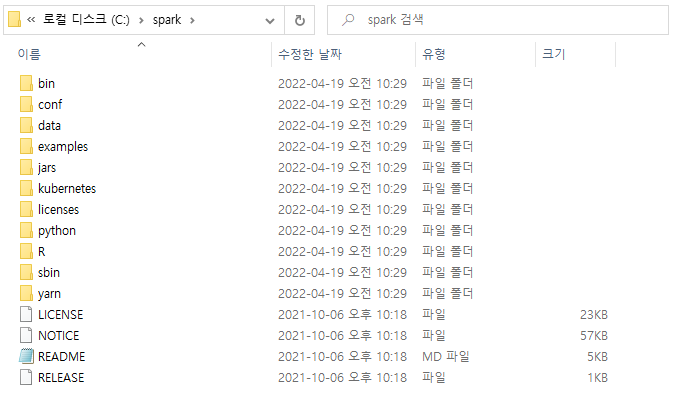 « 로컬 디스크 (C:) › spark › spark 검색
이름 수정한 날짜 유형 크기
bin 2022-04-19 오전 10:29 파일 폴더
conf 2022-04-19 오전 10:29 파일 폴더
data 2022-04-19 오전 10:29 파일 폴더
examples 2022-04-19 오전 10:29 파일 폴더
jars 2022-04-19 오전 10:29 파일 폴더
kubernetes 2022-04-19 오전 10:29 파일 폴더
licenses 2022-04-19 오전 10:29 파일 폴더
python 2022-04-19 오전 10:29 파일 폴더
R 2022-04-19 오전 10:29 파일 폴더
sbin 2022-04-19 오전 10:29 파일 폴더
yarn 2022-04-19 오전 10:29 파일 폴더
LICENSE 2021-10-06 오후 10:18 파일 23KB
NOTICE 2021-10-06 오후 10:18 파일 57KB
README 2021-10-06 오후 10:18 MD 파일 5KB
RELEASE 2021-10-06 오후 10:18 파일 1KB